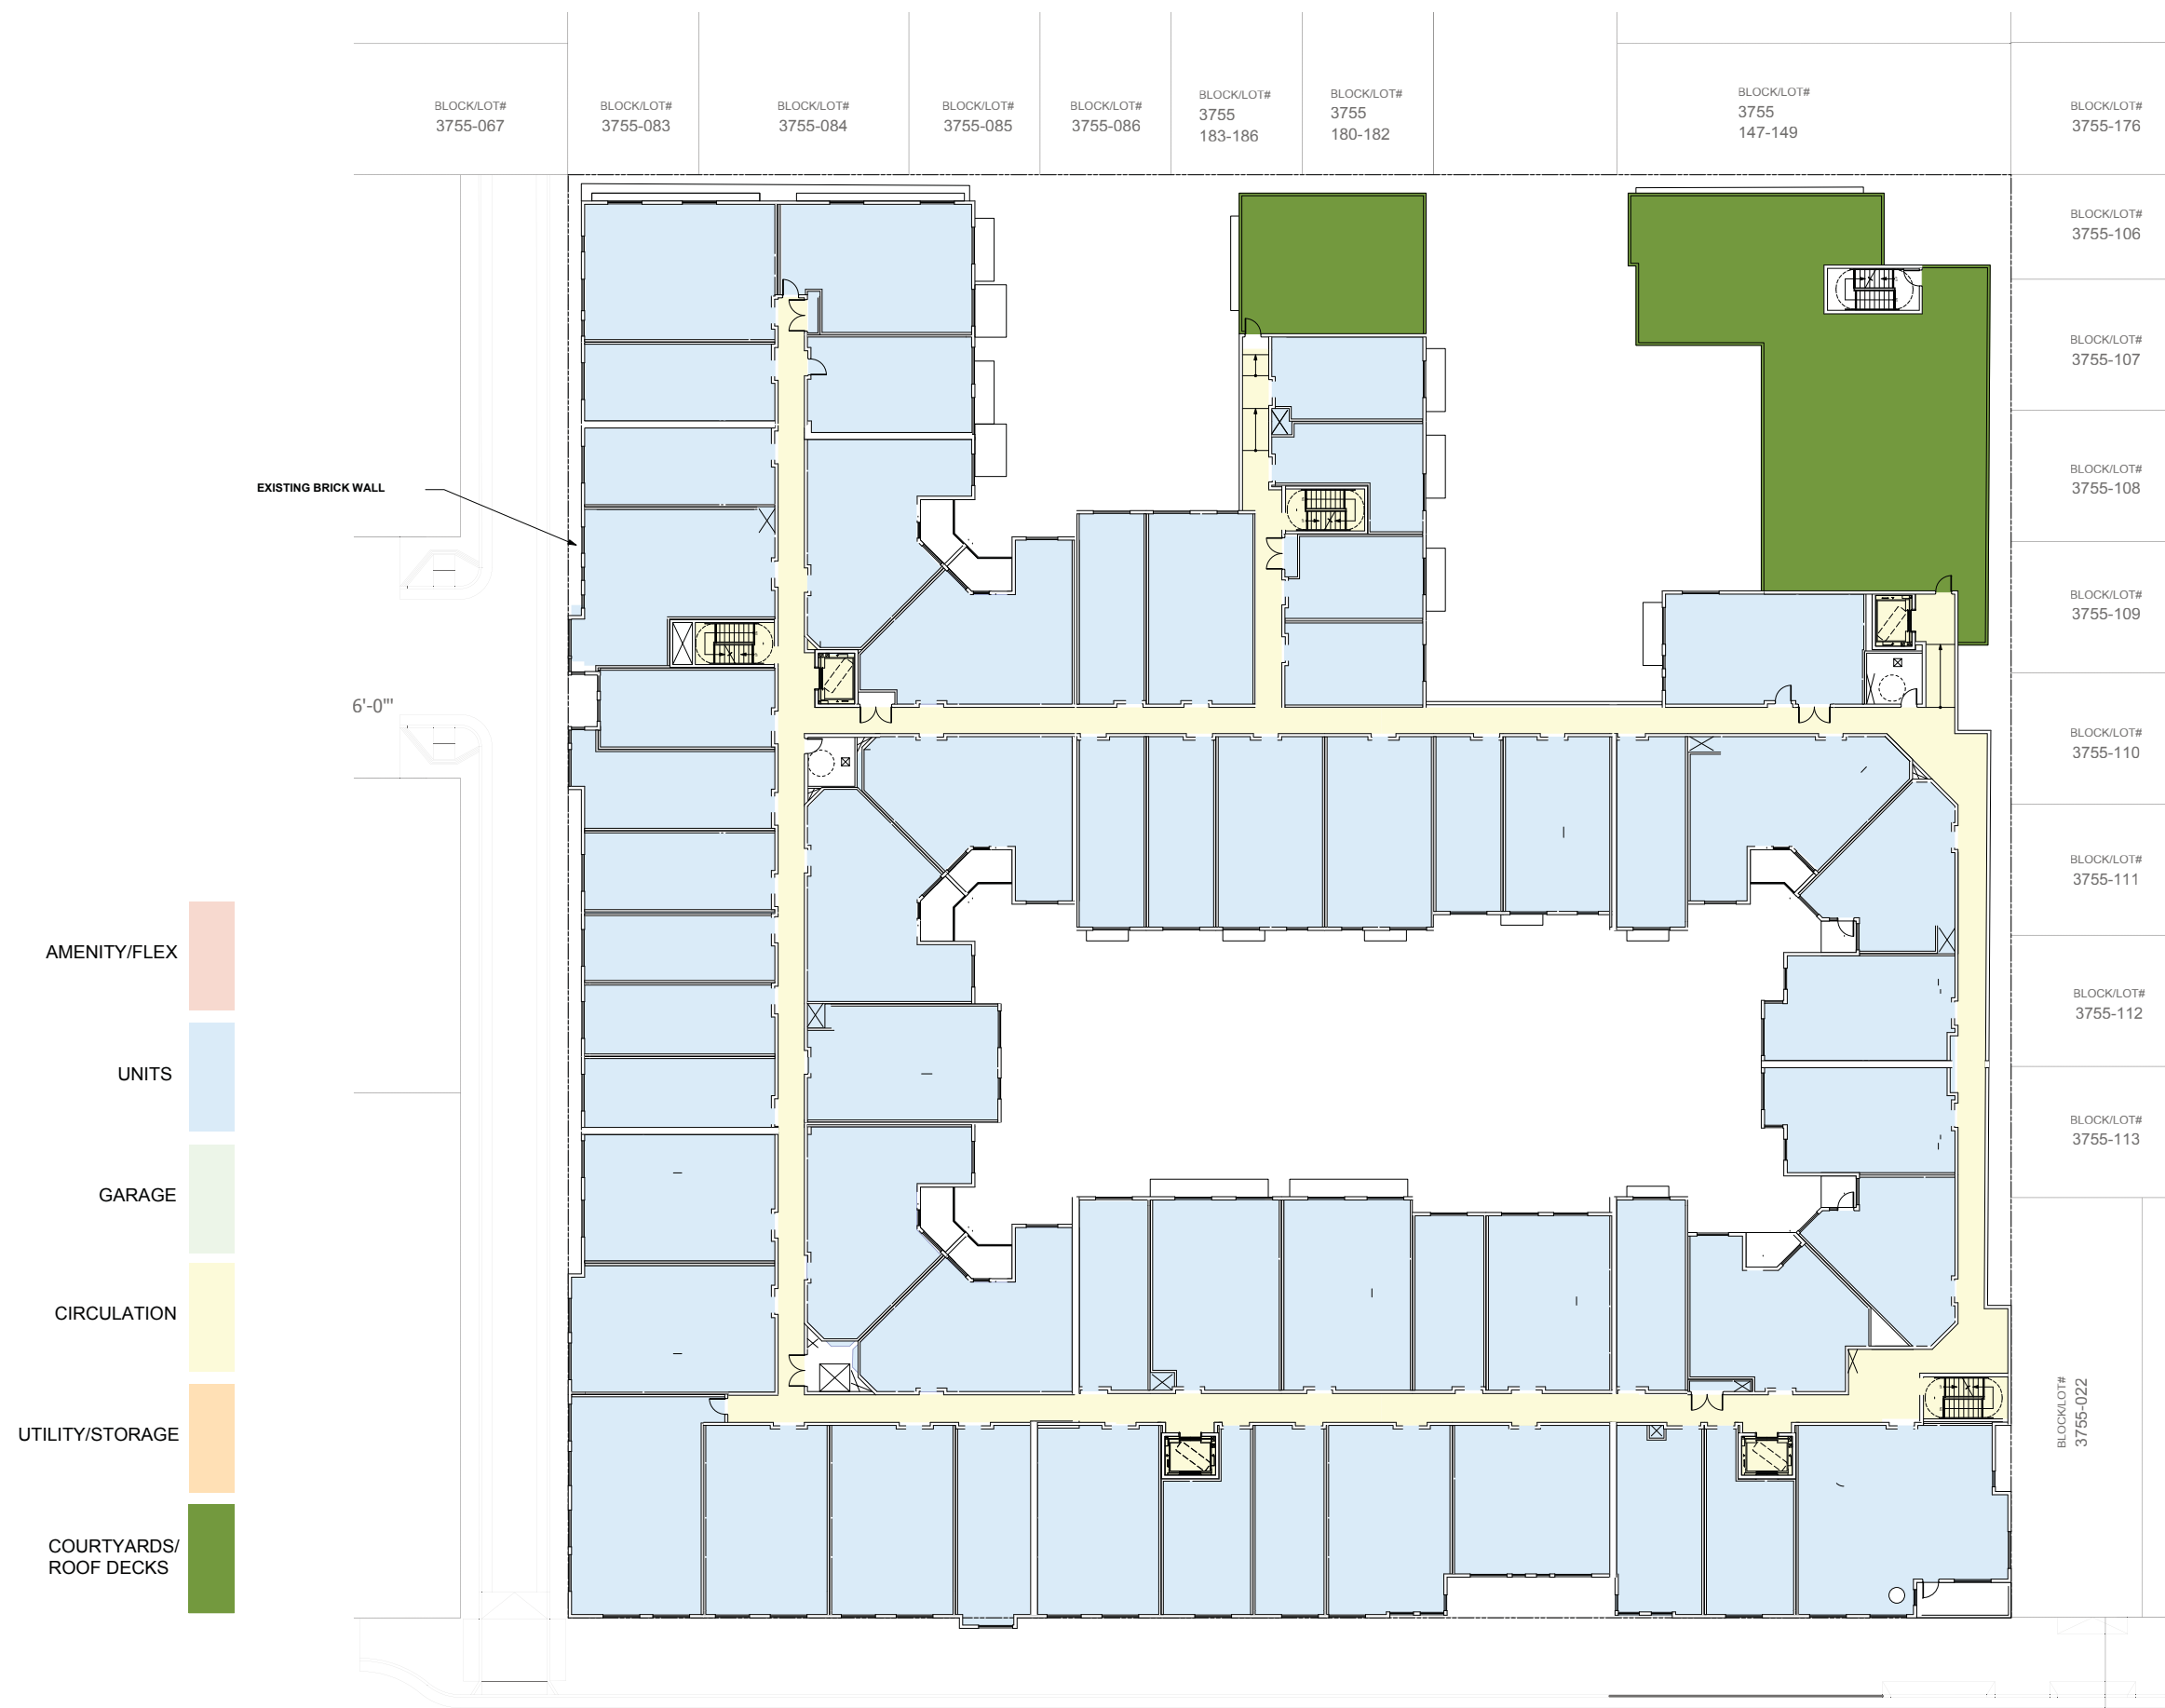 BLOCK/LOT#
3755-067
BLOCK/LOT#
3755-083
BLOCK/LOT#
3755-084
BLOCK/LOT#
3755-085
BLOCK/LOT#
3755-086
BLOCK/LOT#
3755
183-186
BLOCK/LOT#
3755
180-182
BLOCK/LOT#
3755
147-149
BLOCK/LOT#
3755-176
BLOCK/LOT#
3755-106
BLOCK/LOT#
3755-107
BLOCK/LOT#
3755-108
BLOCK/LOT#
3755-109
BLOCK/LOT#
3755-110
BLOCK/LOT#
3755-111
BLOCK/LOT#
3755-112
BLOCK/LOT#
3755-113
BLOCK/LOT#
3755-022
EXISTING BRICK WALL
6'-0"'
AMENITY/FLEX
UNITS
GARAGE
CIRCULATION
UTILITY/STORAGE
COURTYARDS/
ROOF DECKS